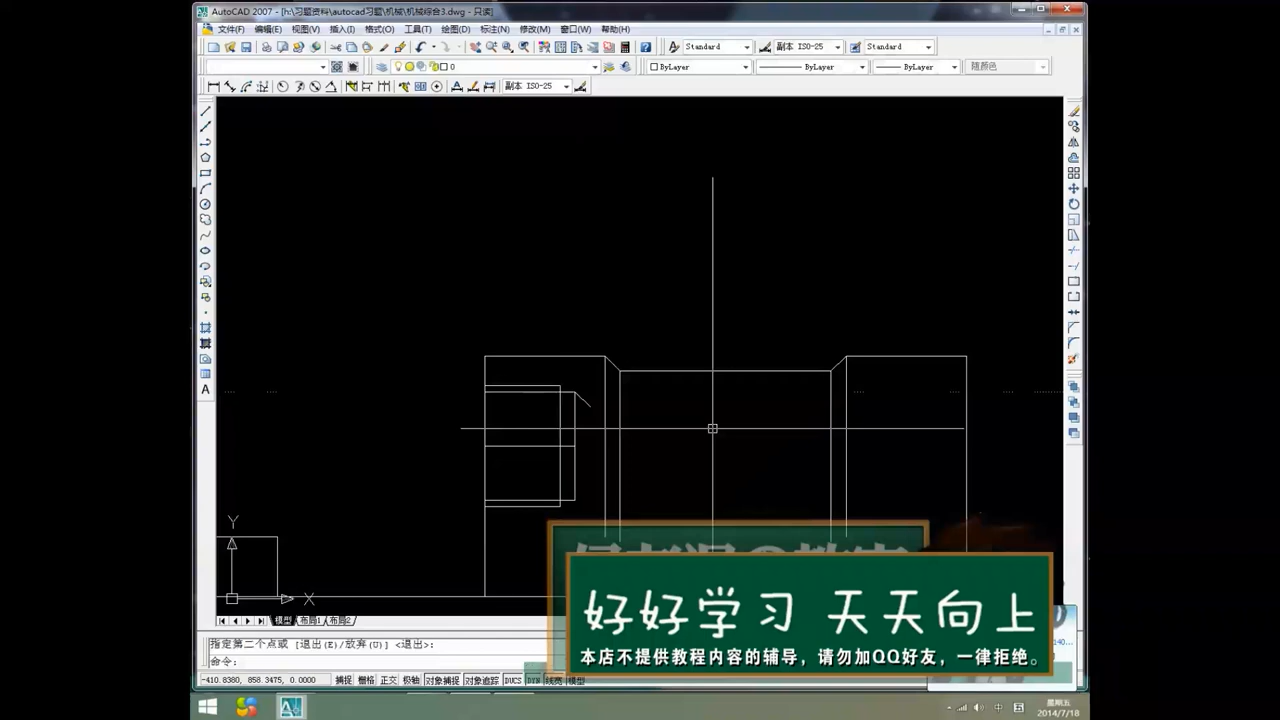 AutoCAD 2007 - [h:\习题资料\autocad习题\机械\机械综合3.dwg - 只读]
文件(F) 编辑(E) 视图(V) 插入(I) 格式(O) 工具(T) 绘图(D) 标注(N) 修改(M) 窗口(W) 帮助(H)
Standard 副本 ISO-25 Standard
0 ByLayer ByLayer ByLayer 随颜色
副本 ISO-25
A
Y
X
模型 布局1 布局2
指定第二个点或 [退出(E)/放弃(U)] <退出>:
命令:
-410.8380, 858.3475, 0.0000 捕捉 栅格 正交 极轴 对象捕捉 对象追踪 DUCS DYN 线宽 模型
好好学习 天天向上
本店不提供教程内容的辅导，请勿加QQ好友，一律拒绝。
中 五
星期五
2014/7/18